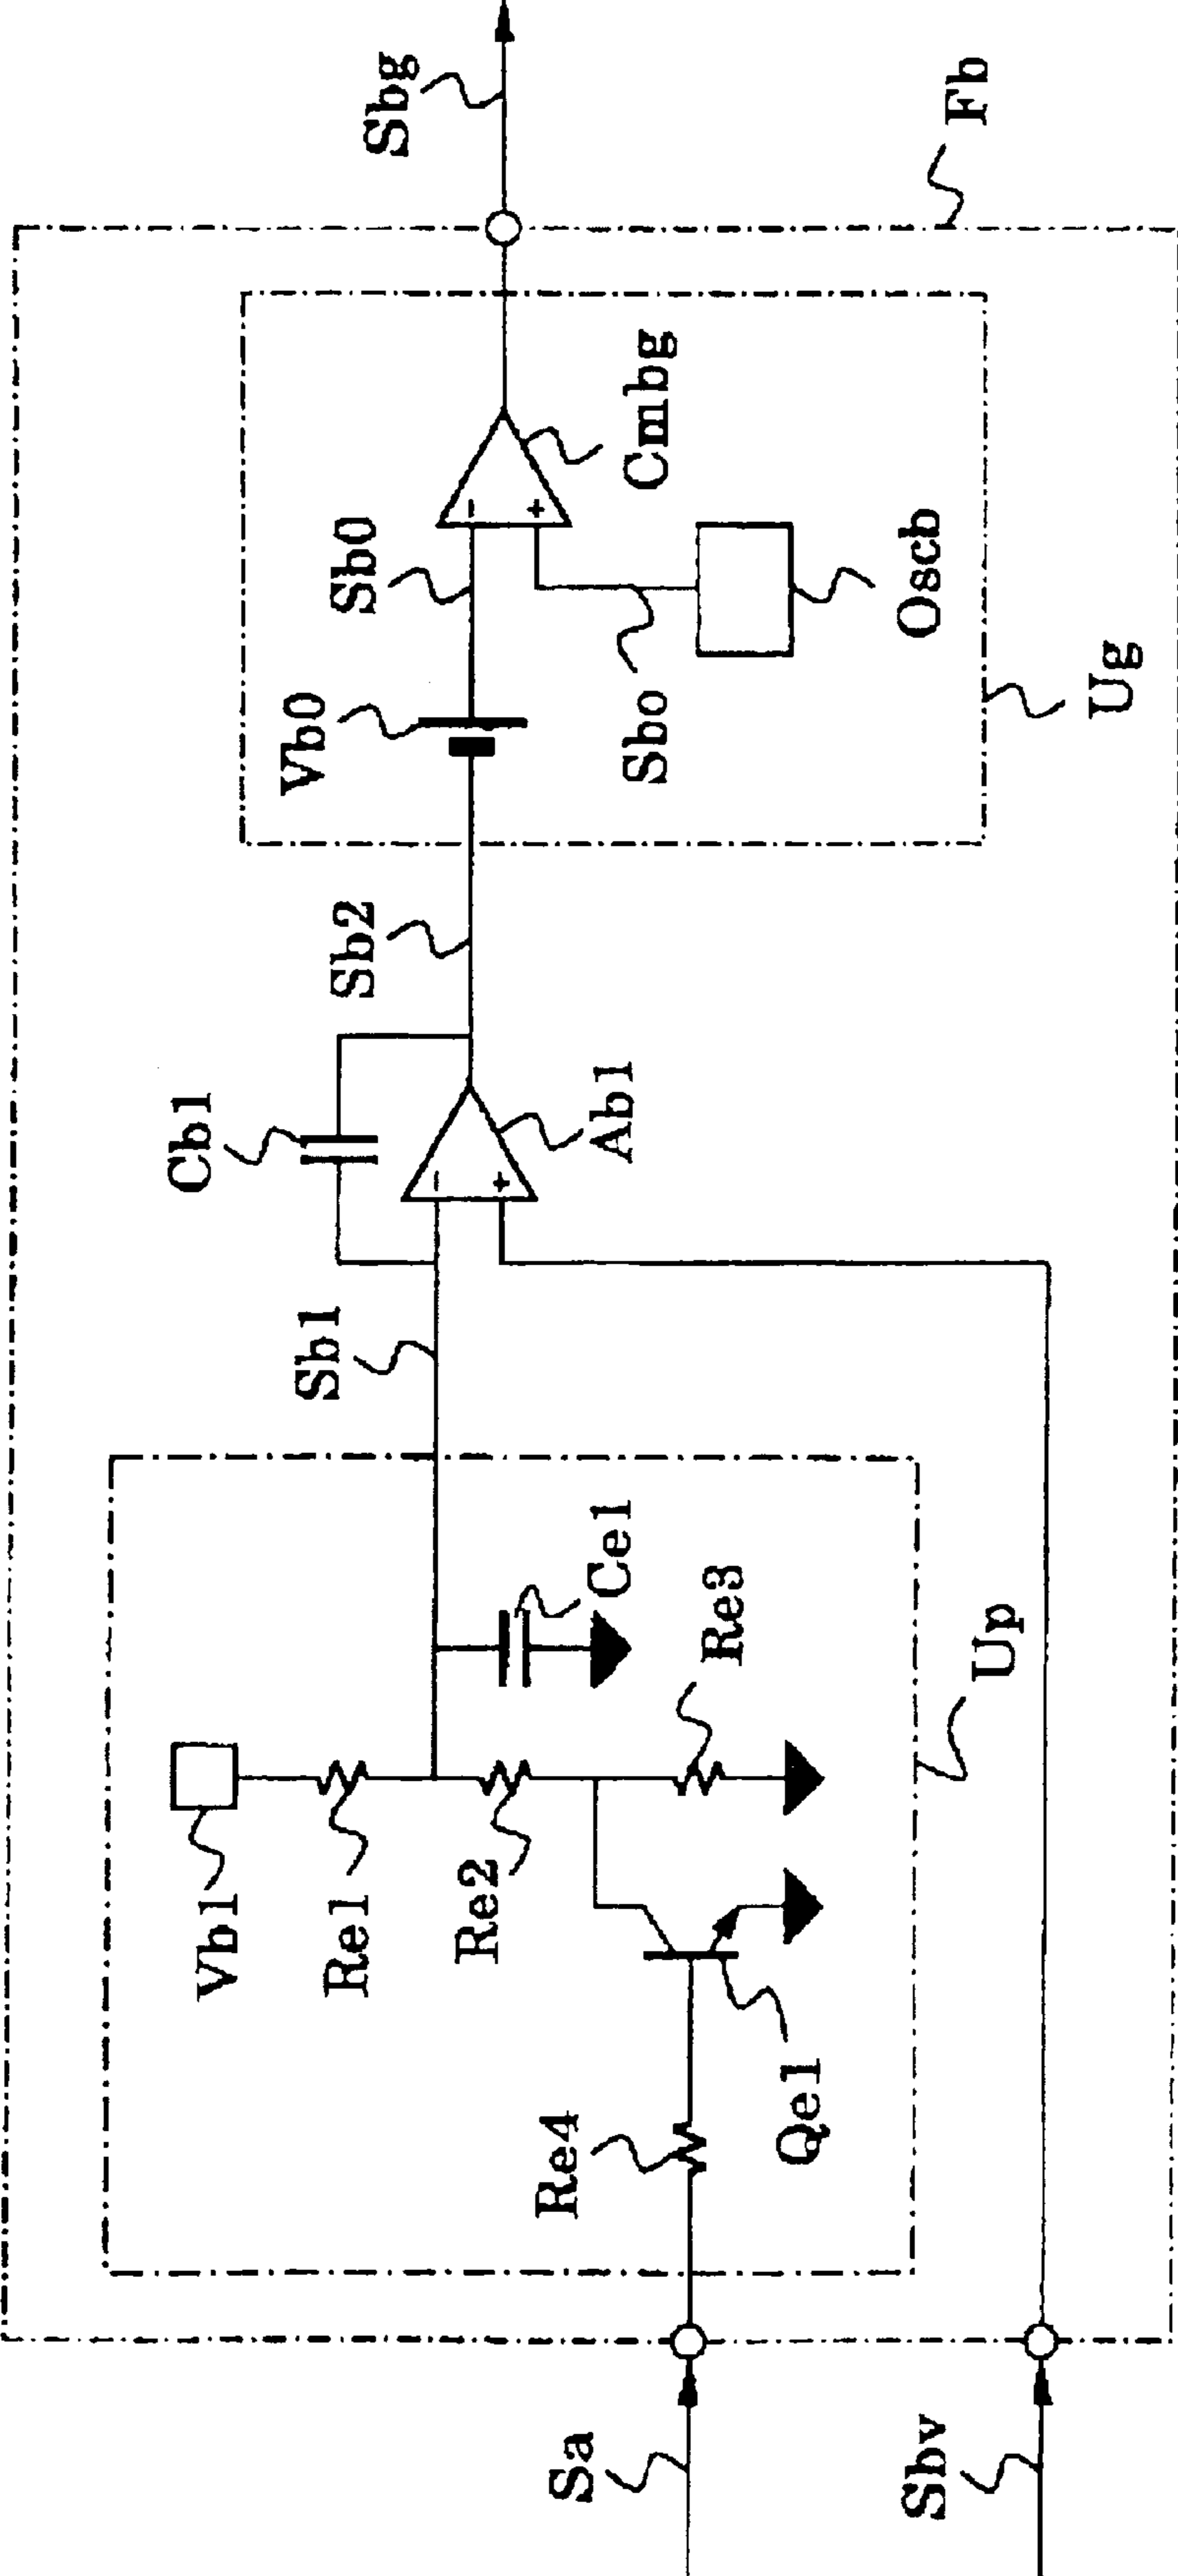 Sbg
Fb
Cmbg
Sb0
Oscb
Vb0
Sbo
Ug
Sb2
Cb1
Ab1
Sb1
Ce1
Re3
Up
Vb1
Re1
Re2
Qe1
Re4
Sa
Sbv
−
+
−
+